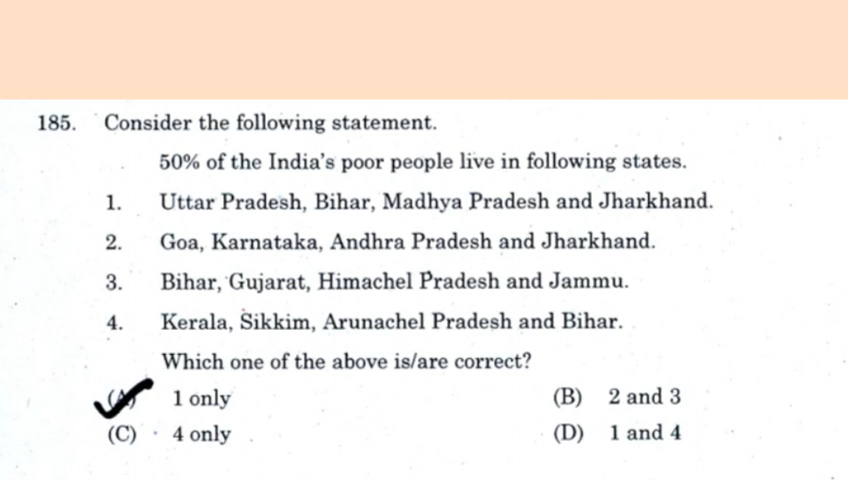 185. Consider the following statement.
50% of the India's poor people live in following states.
1. Uttar Pradesh, Bihar, Madhya Pradesh and Jharkhand.
2. Goa, Karnataka, Andhra Pradesh and Jharkhand.
3. Bihar, Gujarat, Himachel Pradesh and Jammu.
4. Kerala, Sikkim, Arunachel Pradesh and Bihar.
Which one of the above is/are correct?
(A) 1 only (B) 2 and 3
(C) 4 only (D) 1 and 4